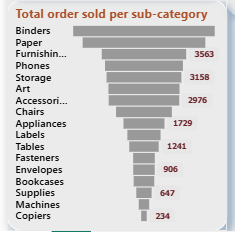 Total order sold per sub-category
Binders
Paper
Furnishin... 3563
Phones
Storage 3158
Art
Accessori... 2976
Chairs
Appliances 1729
Labels
Tables 1241
Fasteners
Envelopes 906
Bookcases
Supplies 647
Machines
Copiers 234